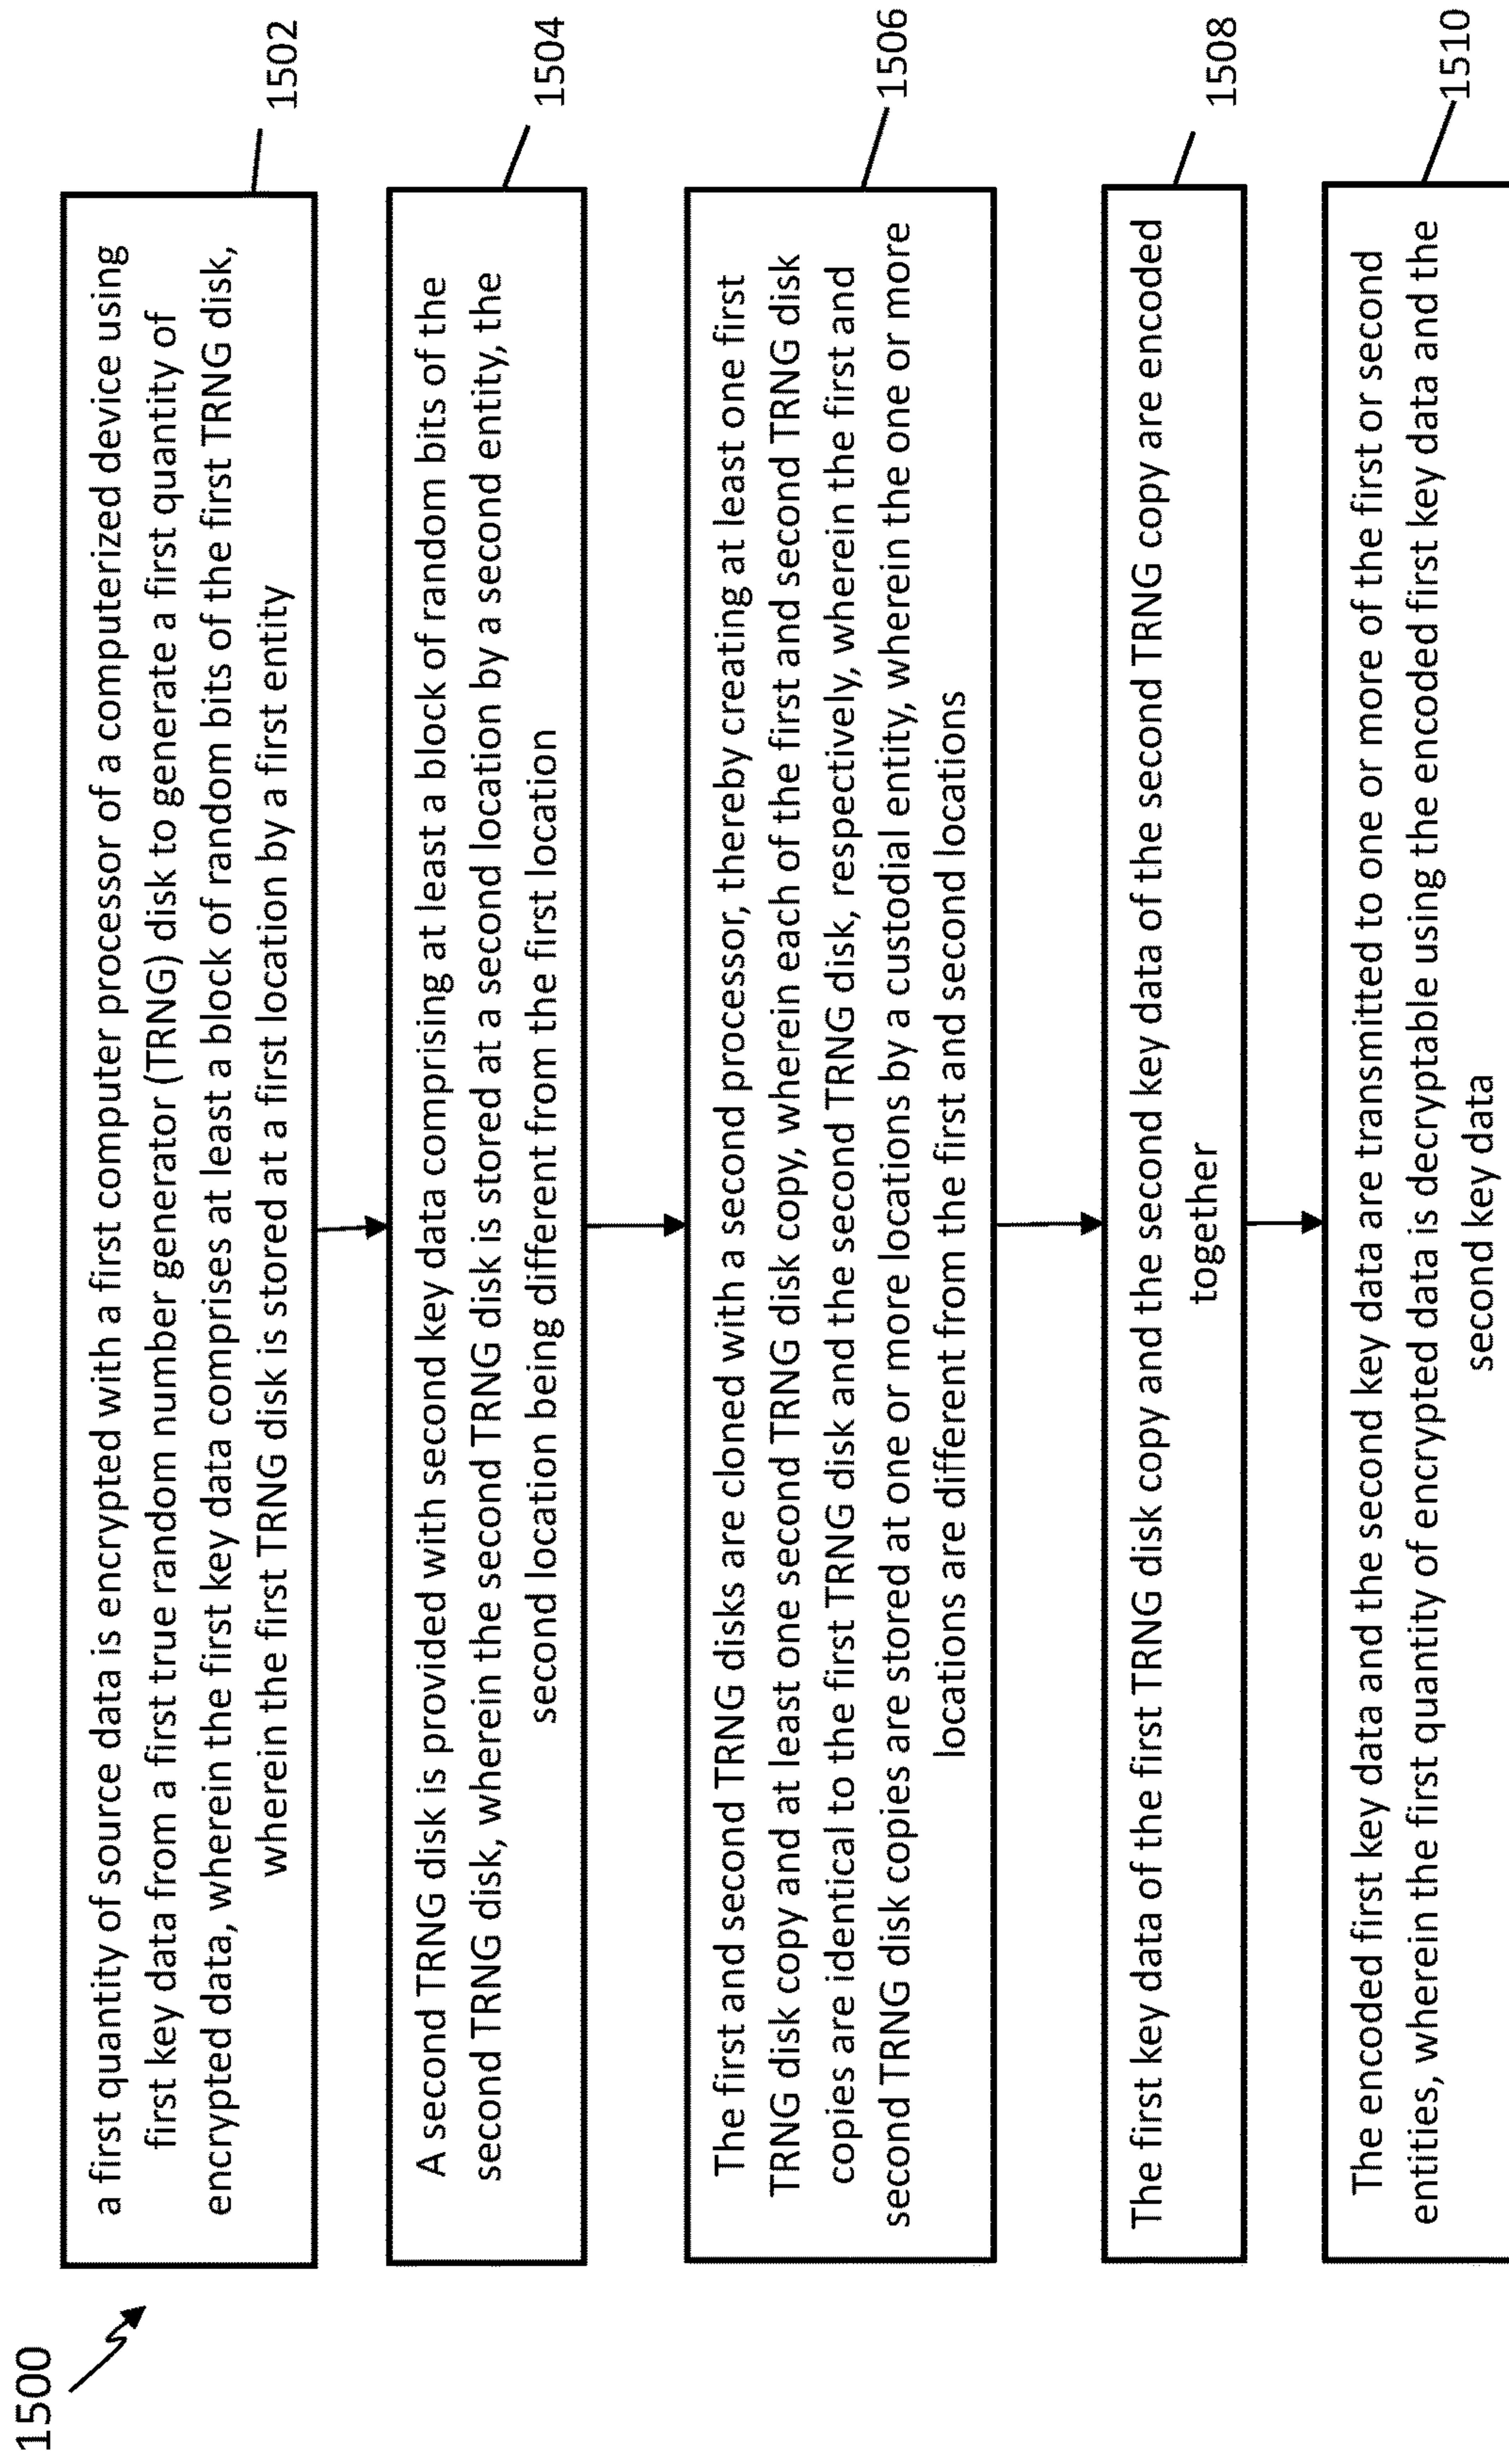 1500
a first quantity of source data is encrypted with a first computer processor of a computerized device using
first key data from a first true random number generator (TRNG) disk to generate a first quantity of
encrypted data, wherein the first key data comprises at least a block of random bits of the first TRNG disk,
wherein the first TRNG disk is stored at a first location by a first entity
1502
A second TRNG disk is provided with second key data comprising at least a block of random bits of the
second TRNG disk, wherein the second TRNG disk is stored at a second location by a second entity, the
second location being different from the first location
1504
The first and second TRNG disks are cloned with a second processor, thereby creating at least one first
TRNG disk copy and at least one second TRNG disk copy, wherein each of the first and second TRNG disk
copies are identical to the first TRNG disk and the second TRNG disk, respectively, wherein the first and
second TRNG disk copies are stored at one or more locations by a custodial entity, wherein the one or more
locations are different from the first and second locations
1506
The first key data of the first TRNG disk copy and the second key data of the second TRNG copy are encoded
together
1508
The encoded first key data and the second key data are transmitted to one or more of the first or second
entities, wherein the first quantity of encrypted data is decryptable using the encoded first key data and the
second key data
1510